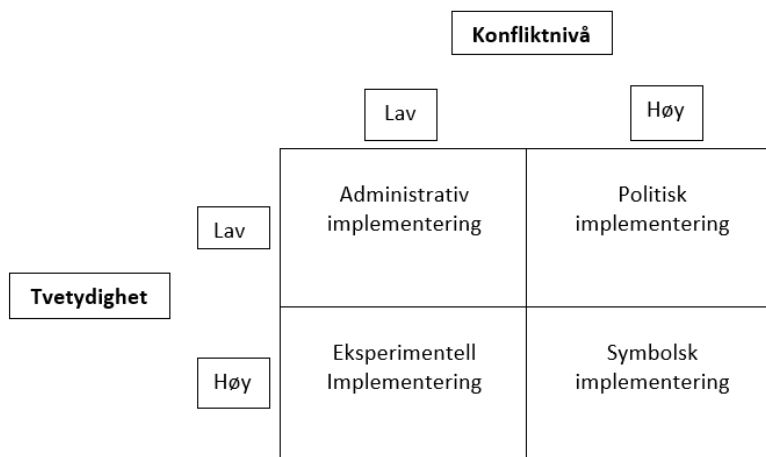 Konfliktnivå
Lav
Høy
Administrativ
implementering
Politisk
implementering
Lav
Tvetydighet
Høy
Eksperimentell
Implementering
Symbolsk
implementering